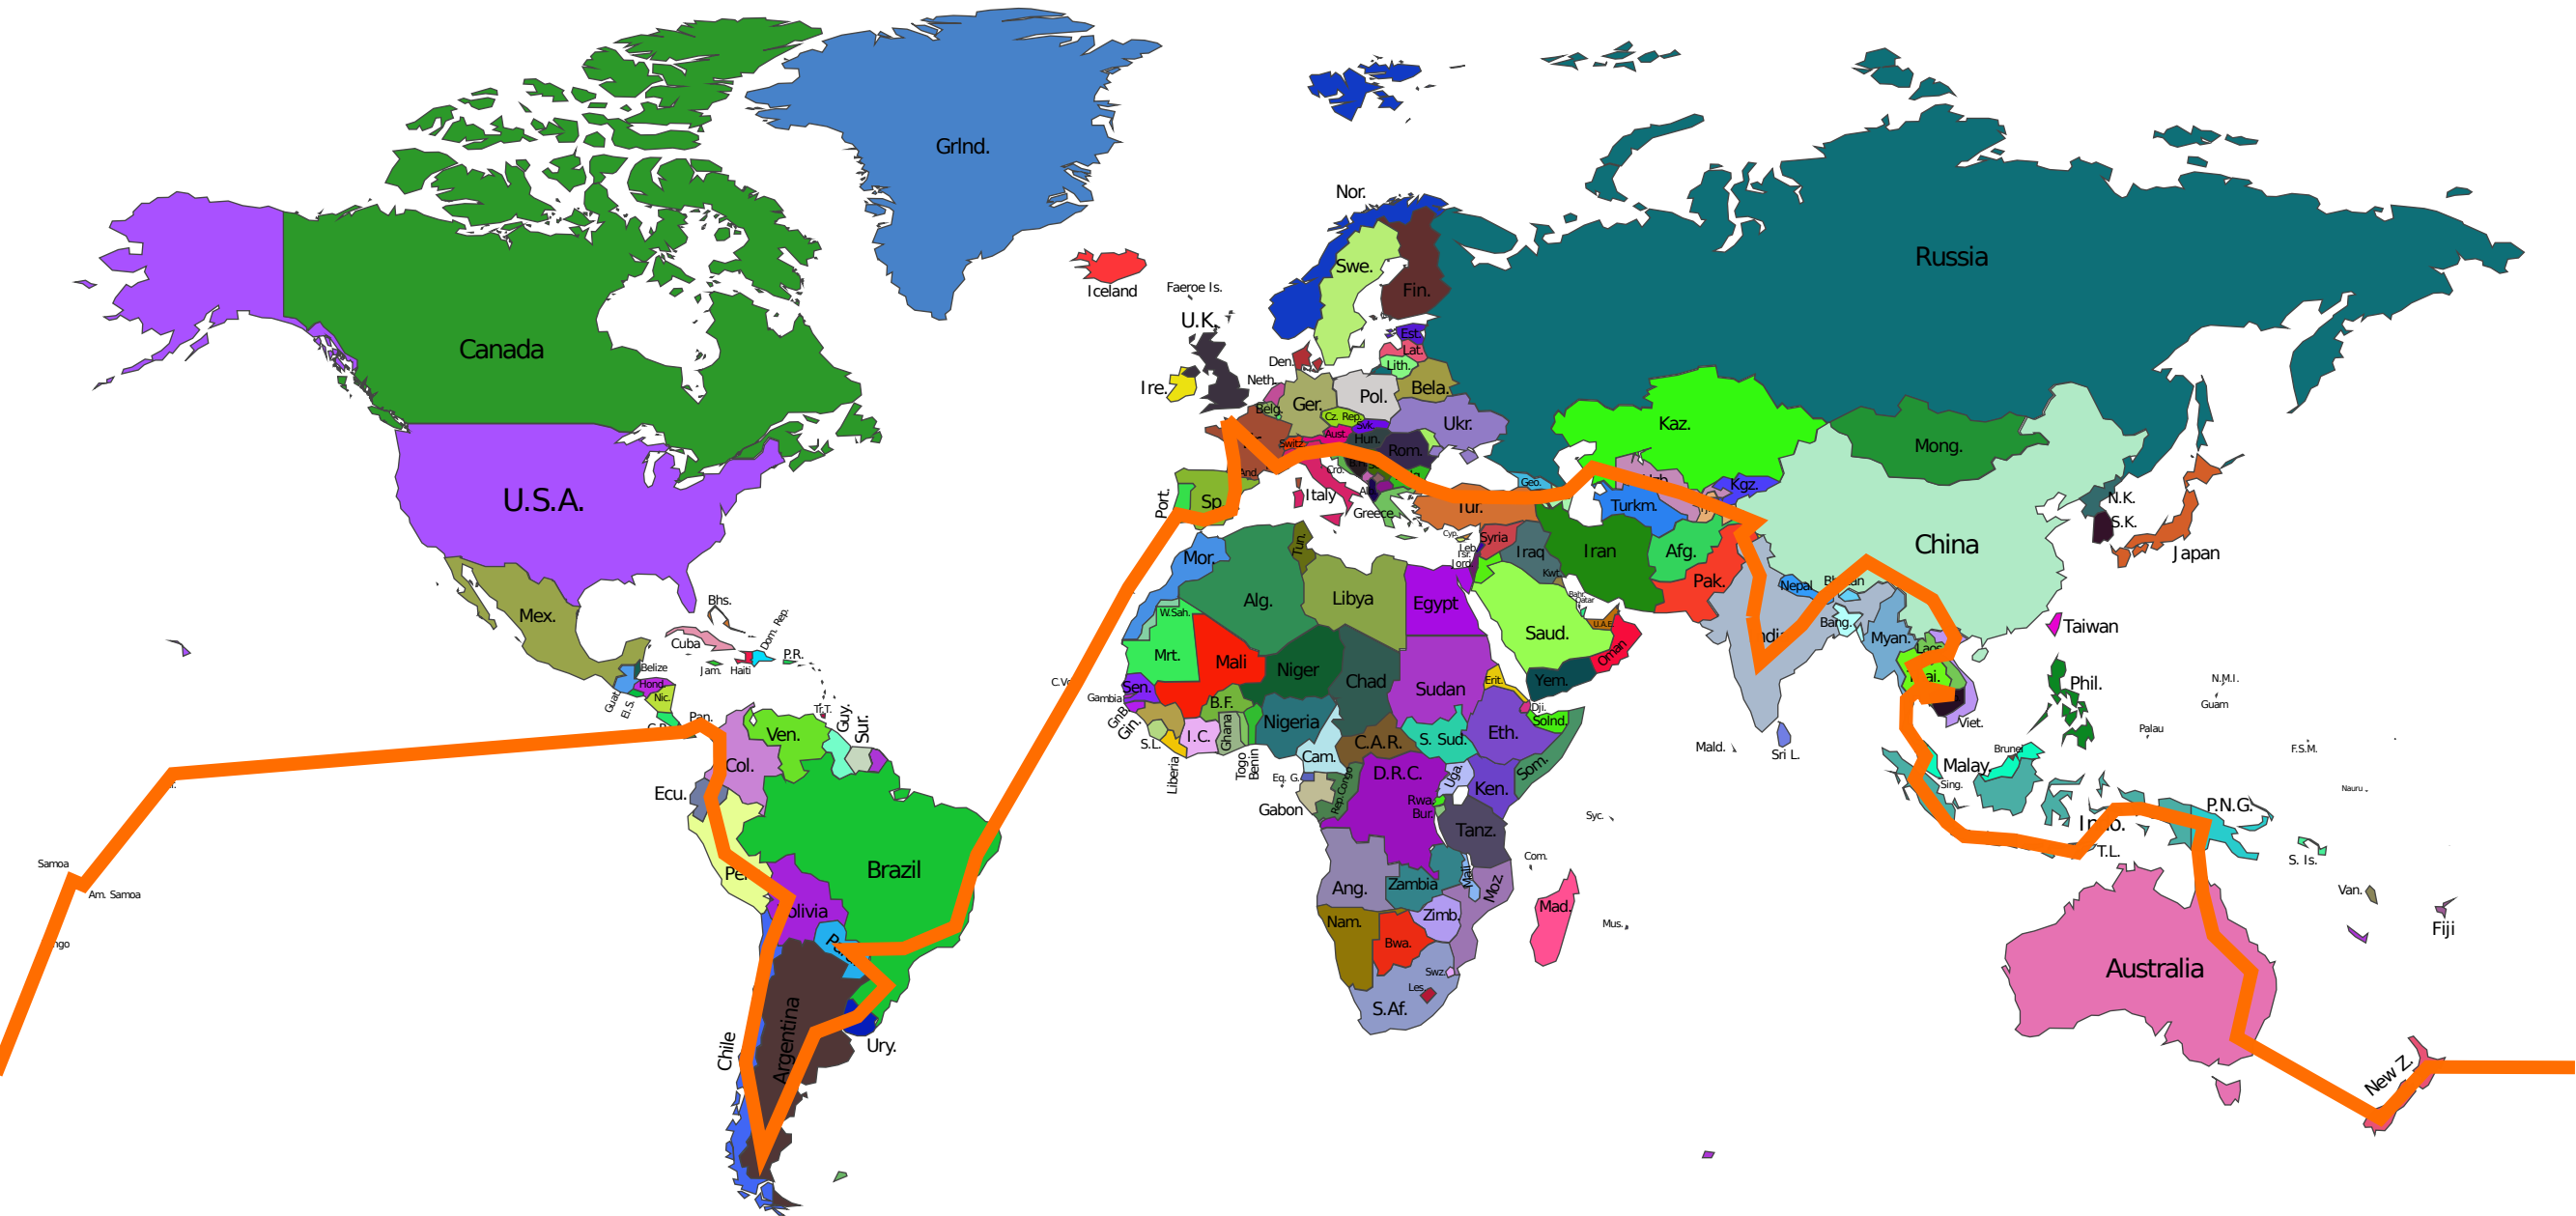 Grlnd.
Nor.
Russia
Swe.
Iceland
Faeroe Is.
Fin.
U.K.
Est.
Canada
Den.
Lat.
Lith.
Ire.
Neth.
Bela.
Ger.
Pol.
Belg.
Cz. Rep.
Ukr.
Kaz.
Svk.
Aust.
Hun.
Mong.
Switz.
Rom.
Cro.
And.
Geo.
Kgz.
U.S.A.
Port.
Sp
Italy
Al
Greece
Tur.
Turkm.
N.K.
S.K.
Japan
China
Cyp.
Syria
Leb.
Isr.
Jord.
Iraq
Iran
Afg.
Pak.
Kwt.
Mor.
Tun.
Alg.
Libya
Egypt
Bahr.
Qatar
U.A.E.
Saud.
Oman
Yem.
Nepal
Bang.
Myan.
Laos
Taiwan
Mex.
Bhs.
Cuba
Dom. Rep.
P.R.
Jam.
Haiti
Belize
Hond.
Guat.
El.S.
Nic.
Pan.
Tr.T.
W.Sah.
Mrt.
Mali
Niger
Chad
Sudan
Erit.
Sen.
Gambia
GnB.
Gin.
S.L.
Liberia
B.F.
I.C.
Ghana
Togo
Benin
Nigeria
Cam.
Eq. G.
Gabon
Rep.Congo
C.A.R.
S. Sud.
Eth.
Dji.
Solnd.
Som.
D.R.C.
Uga.
Ken.
Rwa.
Bur.
Tanz.
Syc.
Com.
Mald.
Sri L.
Viet.
Phil.
N.M.I.
Guam
Palau
F.S.M.
Nauru
Brunei
Malay.
Sing.
T.L.
P.N.G.
S. Is.
Van.
Fiji
Guy.
Sur.
Ven.
Col.
Ecu.
Brazil
Samoa
Am. Samoa
Ang.
Zambia
Moz.
Mad.
Mus.
Nam.
Zimb.
Bwa.
Swz.
Les.
S.Af.
Australia
New Z.
Chile
Argentina
Ury.